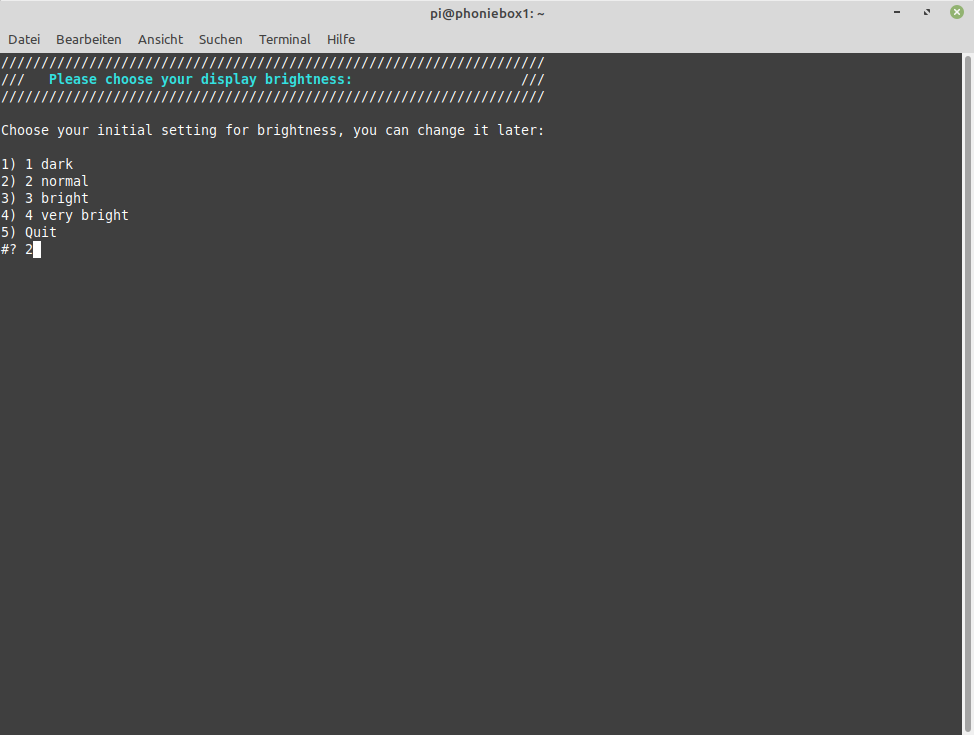 pi@phoniebox1: ~
Datei Bearbeiten Ansicht Suchen Terminal Hilfe
////////////////////////////////////////////////////////////////////
///   Please choose your display brightness:                     ///
////////////////////////////////////////////////////////////////////
Choose your initial setting for brightness, you can change it later:
1) 1 dark
2) 2 normal
3) 3 bright
4) 4 very bright
5) Quit
#? 2